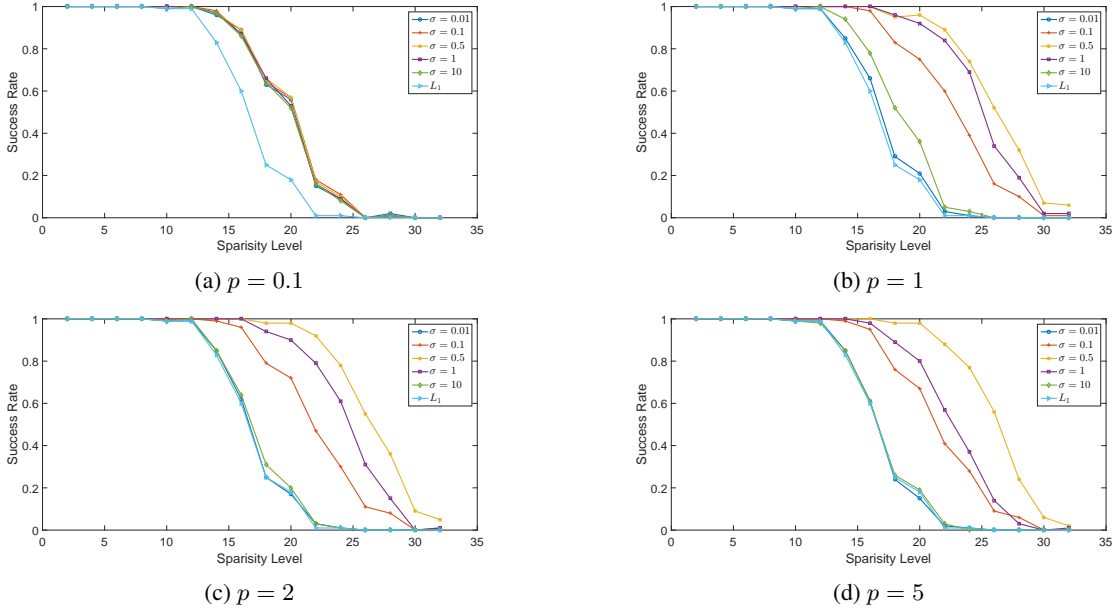 1
0.8
0.6
0.4
0.2
0
Success Rate
0 5 10 15 20 25 30 35
Sparisity Level
σ = 0.01
σ = 0.1
σ = 0.5
σ = 1
σ = 10
L₁
(a) p = 0.1
1
0.8
0.6
0.4
0.2
0
Success Rate
0 5 10 15 20 25 30 35
Sparisity Level
σ = 0.01
σ = 0.1
σ = 0.5
σ = 1
σ = 10
L₁
(b) p = 1
1
0.8
0.6
0.4
0.2
0
Success Rate
0 5 10 15 20 25 30 35
Sparisity Level
σ = 0.01
σ = 0.1
σ = 0.5
σ = 1
σ = 10
L₁
(c) p = 2
1
0.8
0.6
0.4
0.2
0
Success Rate
0 5 10 15 20 25 30 35
Sparisity Level
σ = 0.01
σ = 0.1
σ = 0.5
σ = 1
σ = 10
L₁
(d) p = 5